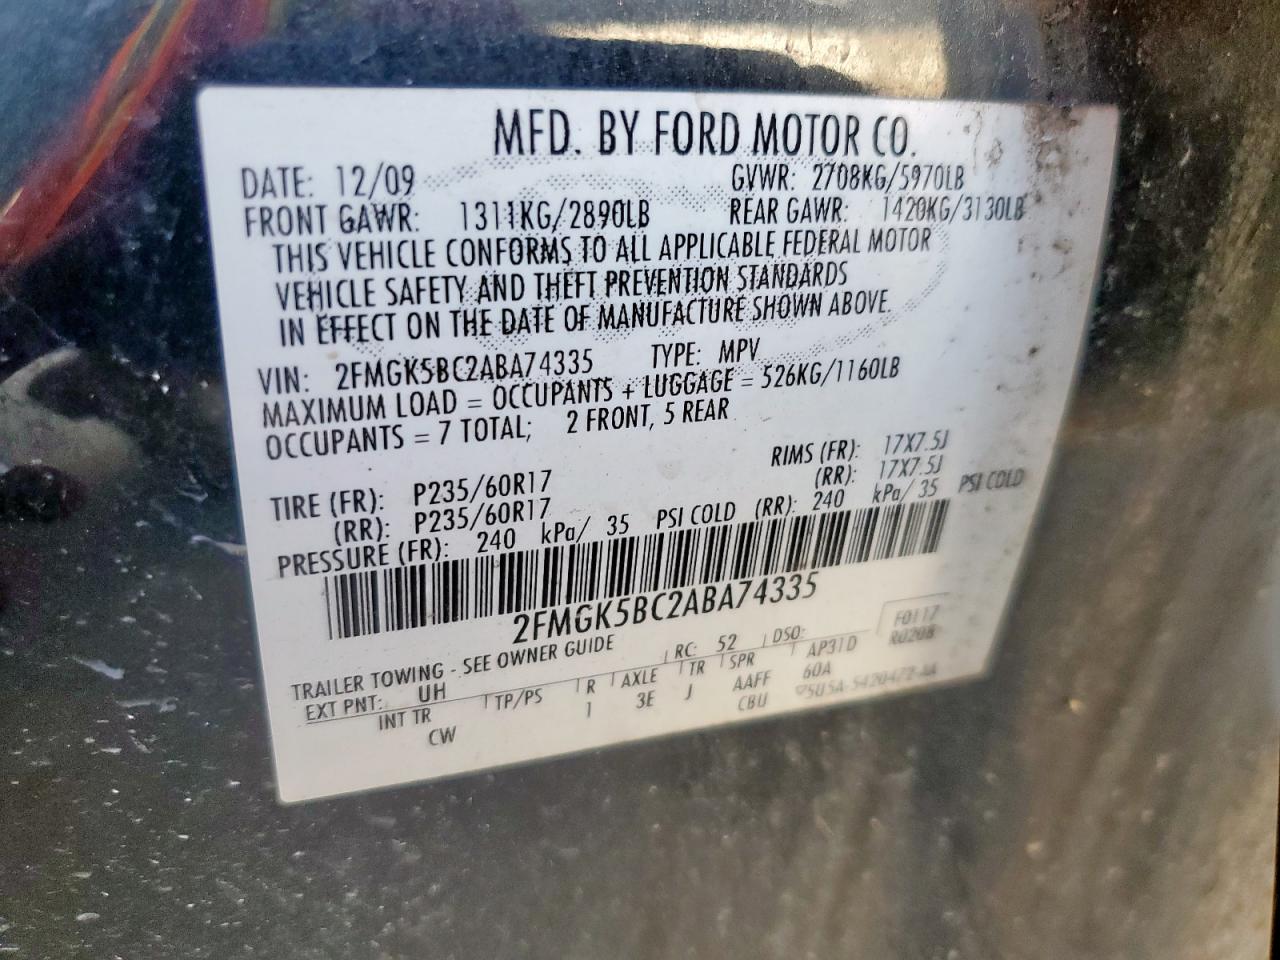 MFD. BY FORD MOTOR CO.
DATE: 12/09 GVWR: 2708KG/5970LB
FRONT GAWR: 1311KG/2890LB REAR GAWR: 1420KG/3130LB
THIS VEHICLE CONFORMS TO ALL APPLICABLE FEDERAL MOTOR
VEHICLE SAFETY AND THEFT PREVENTION STANDARDS
IN EFFECT ON THE DATE OF MANUFACTURE SHOWN ABOVE.
VIN: 2FMGK5BC2ABA74335 TYPE: MPV
MAXIMUM LOAD = OCCUPANTS + LUGGAGE = 526KG/1160LB
OCCUPANTS = 7 TOTAL; 2 FRONT, 5 REAR
TIRE (FR): P235/60R17 RIMS (FR): 17X7.5J
(RR): P235/60R17 (RR): 17X7.5J
PRESSURE (FR): 240 kPa/ 35 PSI COLD (RR): 240 kPa/ 35 PSI COLD
2FMGK5BC2ABA74335
TRAILER TOWING - SEE OWNER GUIDE F0117
EXT PNT: UH RC: 52 DSO: R0208
INT TR TP/PS R AXLE TR SPR AP31D
CW 1 3E J AAFF 60A
CBU